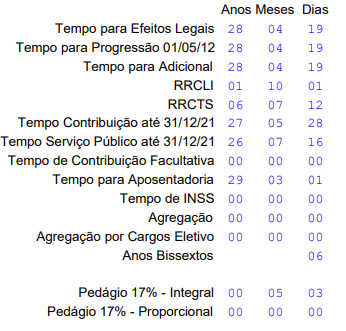 Anos Meses Dias
Tempo para Efeitos Legais 28 04 19
Tempo para Progressão 01/05/12 28 04 19
Tempo para Adicional 28 04 19
RRCLI 01 10 01
RRCTS 06 07 12
Tempo Contribuição até 31/12/21 27 05 28
Tempo Serviço Público até 31/12/21 26 07 16
Tempo de Contribuição Facultativa 00 00 00
Tempo para Aposentadoria 29 03 01
Tempo de INSS 00 00 00
Agregação 00 00 00
Agregação por Cargos Eletivo 00 00 00
Anos Bissextos 06
Pedágio 17% - Integral 00 05 03
Pedágio 17% - Proporcional 00 00 00